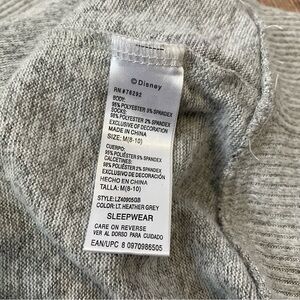 © Disney
RN #78292
BODY:
95% POLYESTER 5% SPANDEX
SOCKS:
98% POLYESTER 2% SPANDEX
EXCLUSIVE OF DECORATION
MADE IN CHINA
SIZE: M(8-10)
CUERPO:
95% POLIÉSTER 5% SPANDEX
CALCETINES:
98% POLIÉSTER 2% SPANDEX
EXCLUSIVO DE DECORACIÓN
HECHO EN CHINA
TALLA: M(8-10)
STYLE: LZ40905GB
COLOR: LT. HEATHER GREY
SLEEPWEAR
CARE ON REVERSE
VER AL DORSO PARA CUIDADO
EAN/UPC 8 0970986505